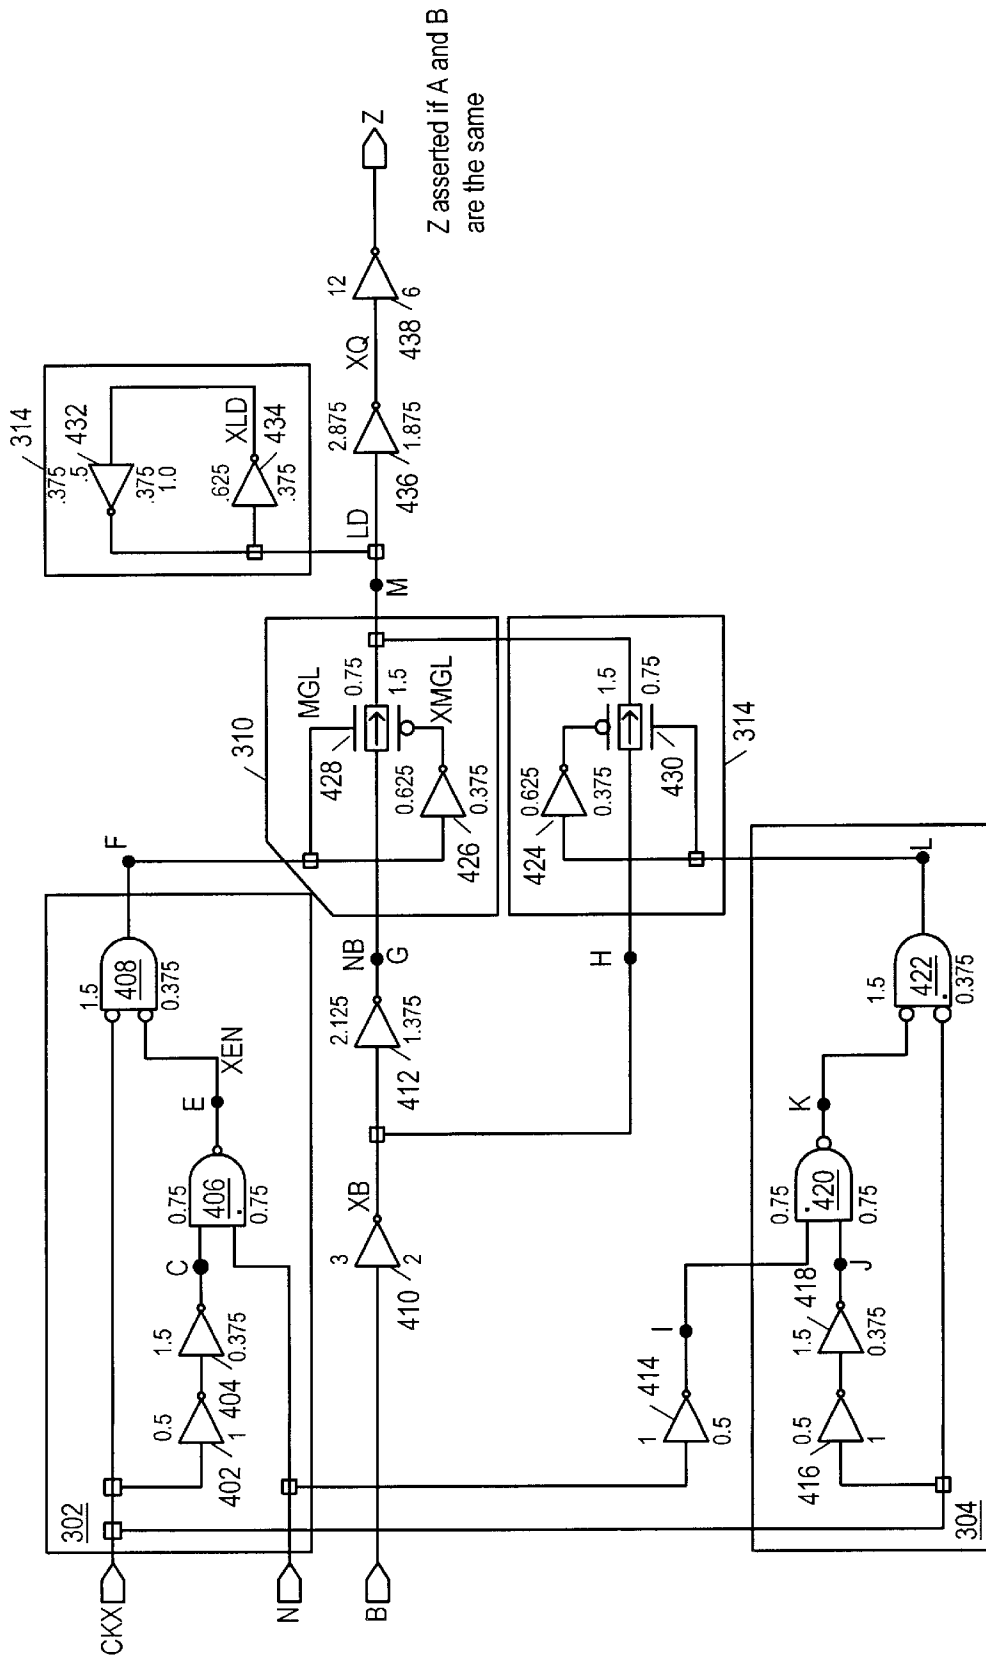 302
CKX
N
B
402
0.5
1
404
1.5
0.375
C
406
0.75
0.75
E
XEN
408
1.5
0.375
F
410
3
2
XB
412
2.125
1.375
NB
G
H
310
MGL
428
0.75
1.5
XMGL
426
0.625
0.375
424
0.625
0.375
1.5
0.75
430
314
M
LD
314
432
.375
.5
.375
1.0
XLD
434
.625
.375
436
2.875
1.875
XQ
438
12
6
Z
Z asserted if A and B
are the same
414
1
0.5
I
304
416
0.5
1
418
1.5
0.375
J
420
0.75
0.75
K
422
1.5
0.375
L